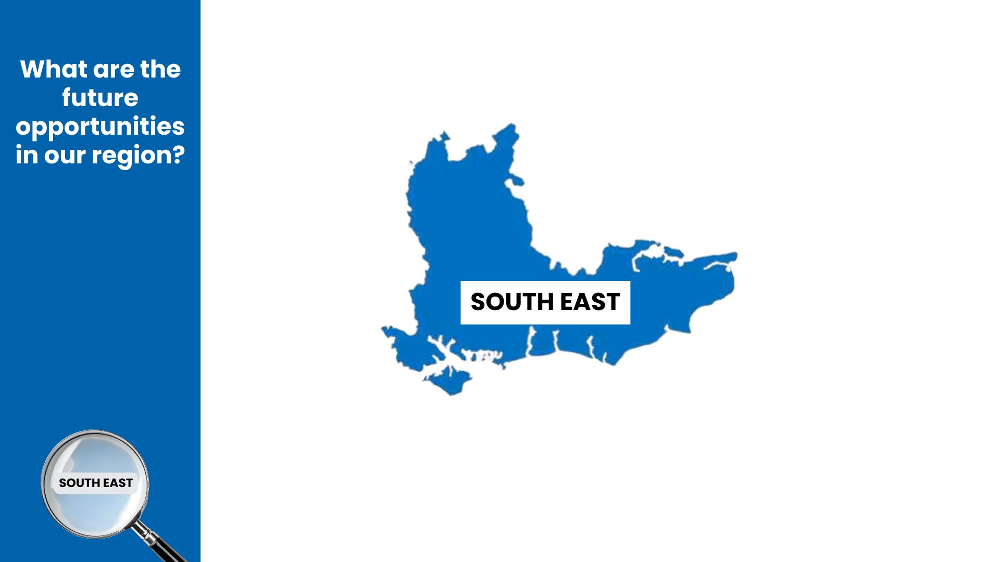 What are the
future
opportunities
in our region?
SOUTH EAST
SOUTH EAST